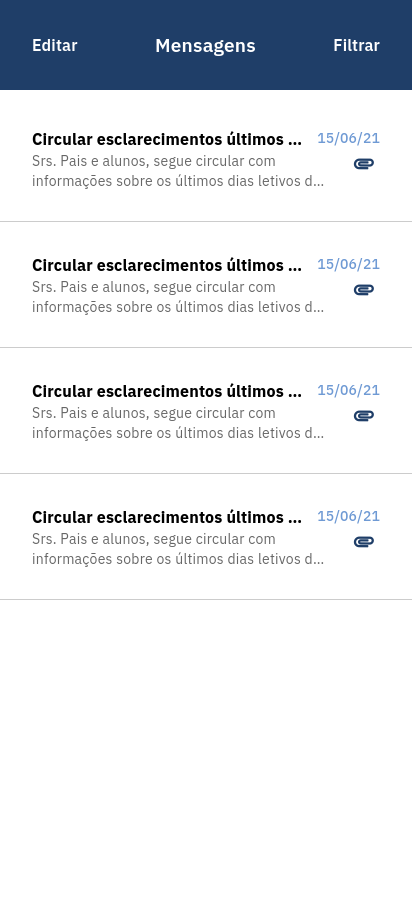 Editar Mensagens Filtrar
Circular esclarecimentos últimos ... 15/06/21
Srs. Pais e alunos, segue circular com
informações sobre os últimos dias letivos d...
Circular esclarecimentos últimos ... 15/06/21
Srs. Pais e alunos, segue circular com
informações sobre os últimos dias letivos d...
Circular esclarecimentos últimos ... 15/06/21
Srs. Pais e alunos, segue circular com
informações sobre os últimos dias letivos d...
Circular esclarecimentos últimos ... 15/06/21
Srs. Pais e alunos, segue circular com
informações sobre os últimos dias letivos d...